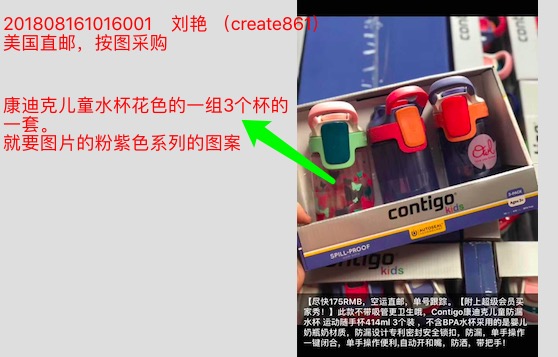 201808161016001 刘艳 （create861）
美国直邮，按图采购
康迪克儿童水杯花色的一组3个杯的
一套。
就要图片的粉紫色系列的图案
contigo
kids
AUTOSEAL
SPILL-PROOF
3-PACK
contigo
kids
【尽快175RMB，空运直邮，单号跟踪。【附上超级会员买
家秀！】此款不带吸管更卫生哦，Contigo康迪克儿童防漏
水杯 运动随手杯414ml 3个装 ，不含BPA水杯采用的是婴儿
奶瓶奶材质，防漏设计专利密封安全锁扣，防漏，单手操作
一键闭合，单手操作便利,自动开和嘴，防洒，带把手！